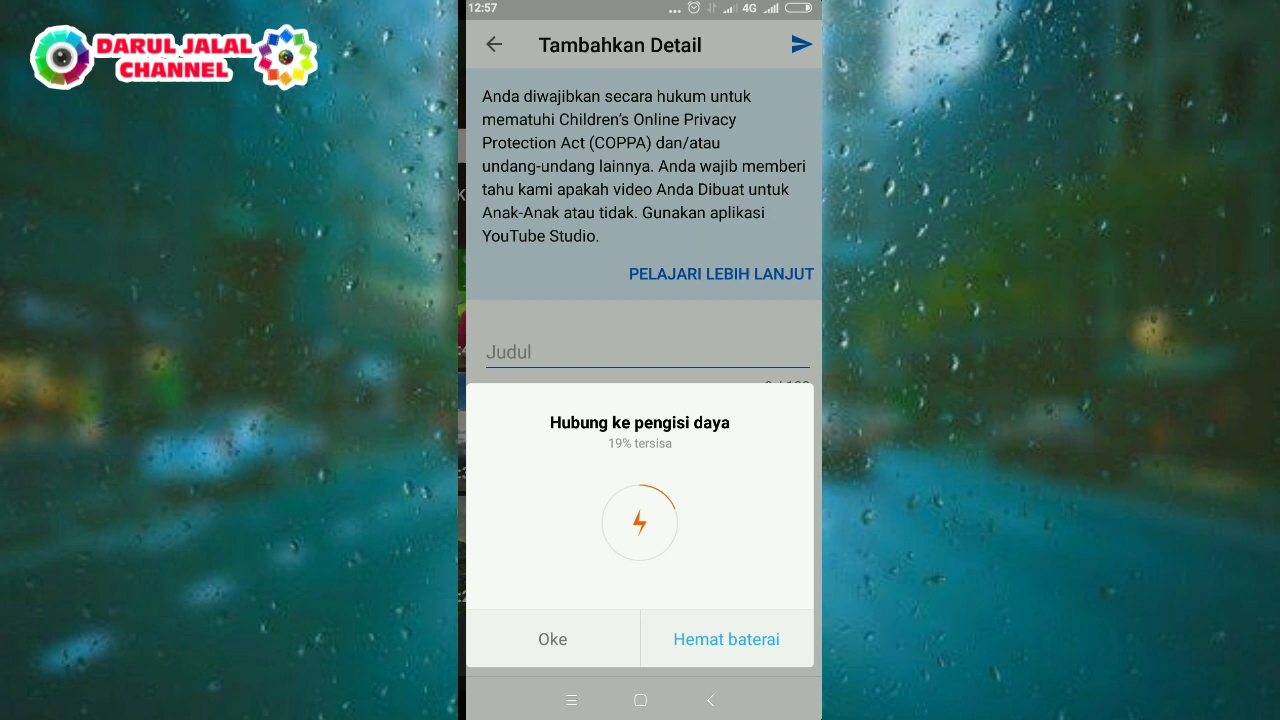 DARUL JALAL
CHANNEL
12:57
4G
Tambahkan Detail
Anda diwajibkan secara hukum untuk
mematuhi Children's Online Privacy
Protection Act (COPPA) dan/atau
undang-undang lainnya. Anda wajib memberi
tahu kami apakah video Anda Dibuat untuk
Anak-Anak atau tidak. Gunakan aplikasi
YouTube Studio.
PELAJARI LEBIH LANJUT
Judul
Hubung ke pengisi daya
19% tersisa
Oke
Hemat baterai